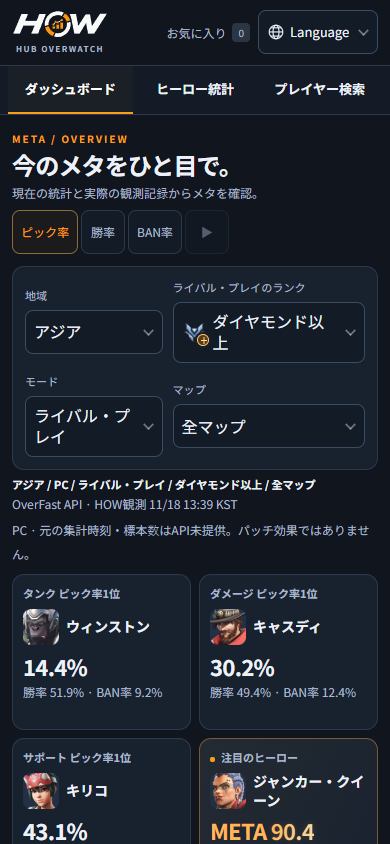 HOW
HUB OVERWATCH
お気に入り 0
Language
ダッシュボード
ヒーロー統計
プレイヤー検索
META / OVERVIEW
今のメタをひと目で。
現在の統計と実際の観測記録からメタを確認。
ピック率
勝率
BAN率
地域
アジア
ライバル・プレイのランク
ダイヤモンド以
上
モード
ライバル・プ
レイ
マップ
全マップ
アジア / PC / ライバル・プレイ / ダイヤモンド以上 / 全マップ
OverFast API · HOW観測 11/18 13:39 KST
PC · 元の集計時刻・標本数はAPI未提供。パッチ効果ではありませ
ん。
タンク ピック率1位
ウィンストン
14.4%
勝率 51.9% · BAN率 9.2%
ダメージ ピック率1位
キャスディ
30.2%
勝率 49.4% · BAN率 12.4%
サポート ピック率1位
キリコ
43.1%
注目のヒーロー
ジャンカー・クイ
ーン
META 90.4